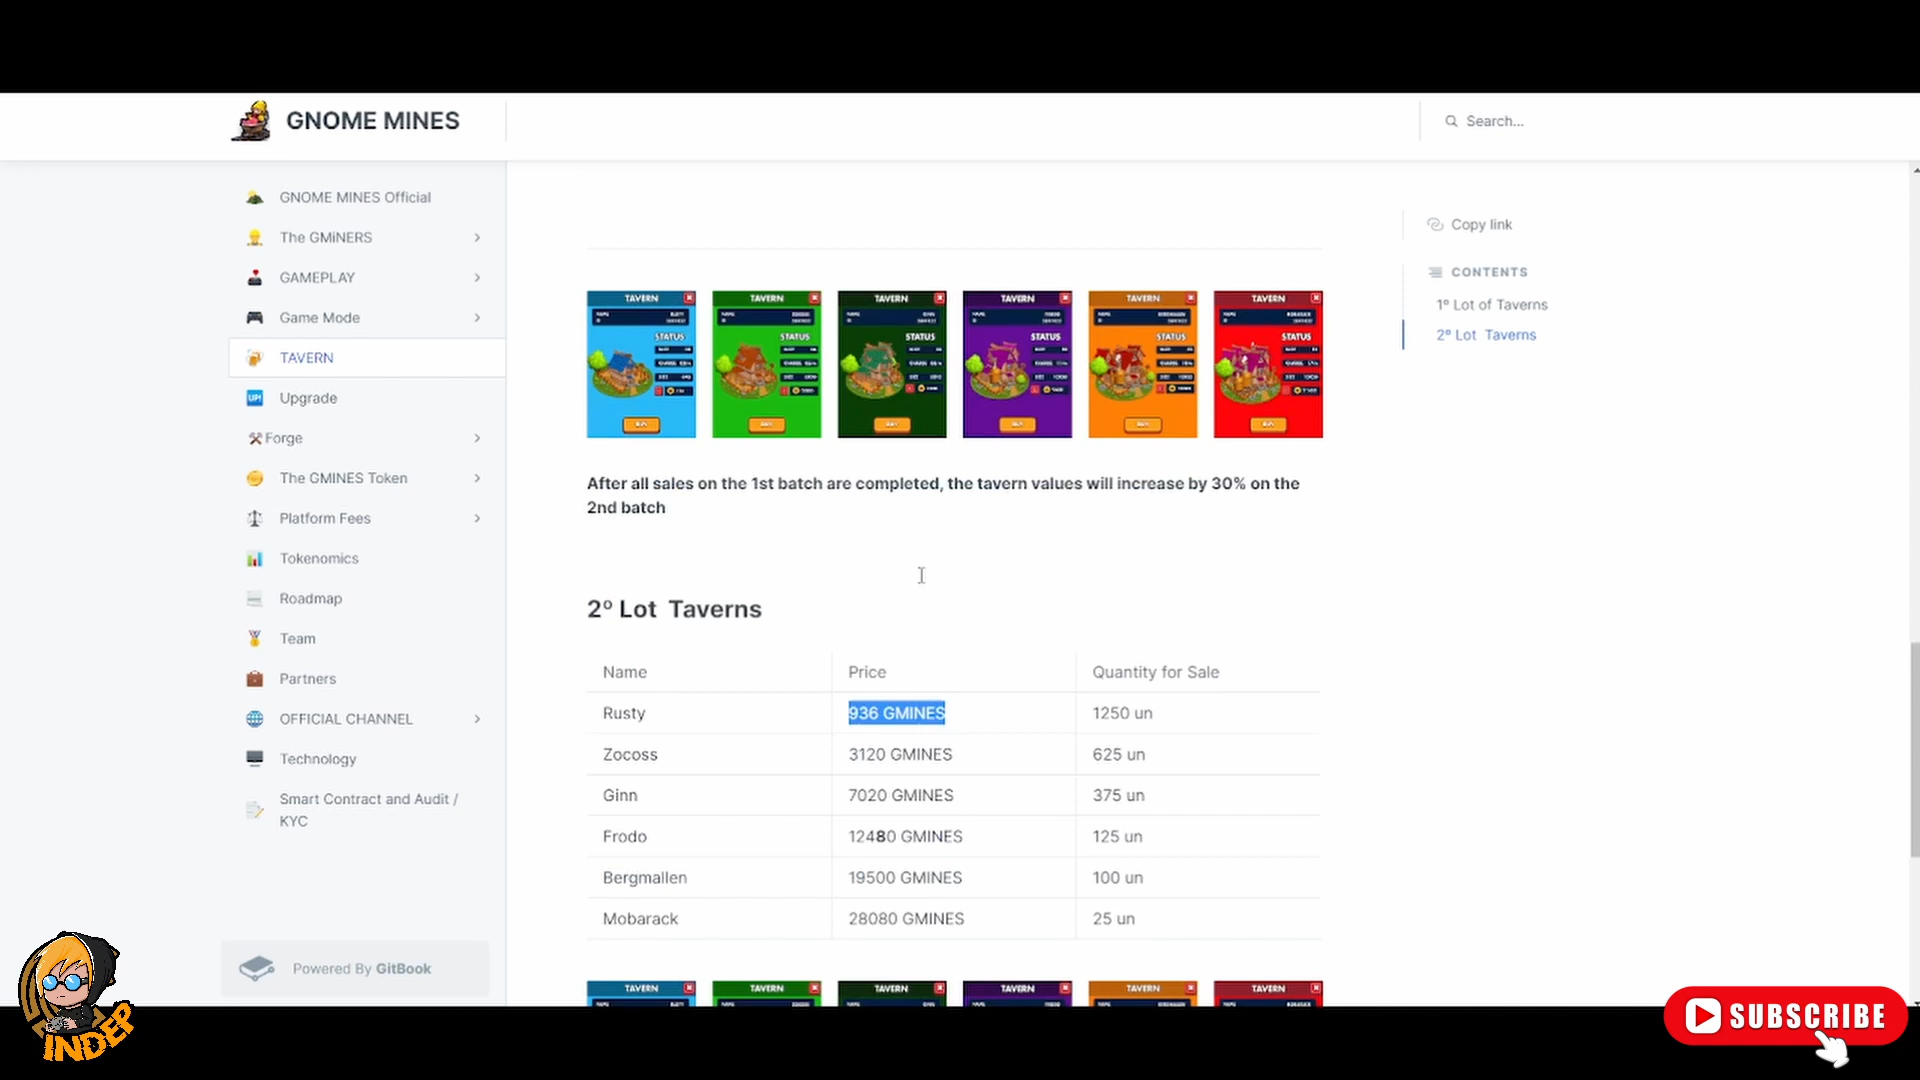 GNOME MINES
Search...
GNOME MINES Official
The GMiNERS
GAMEPLAY
Game Mode
TAVERN
UP! Upgrade
Forge
The GMINES Token
Platform Fees
Tokenomics
Roadmap
Team
Partners
OFFICIAL CHANNEL
Technology
Smart Contract and Audit /
KYC
Powered By GitBook
TAVERN TAVERN TAVERN TAVERN TAVERN TAVERN
STATUS STATUS STATUS STATUS STATUS STATUS
After all sales on the 1st batch are completed, the tavern values will increase by 30% on the
2nd batch
2º Lot Taverns
Name Price Quantity for Sale
Rusty 936 GMINES 1250 un
Zocoss 3120 GMINES 625 un
Ginn 7020 GMINES 375 un
Frodo 12480 GMINES 125 un
Bergmallen 19500 GMINES 100 un
Mobarack 28080 GMINES 25 un
TAVERN TAVERN TAVERN TAVERN TAVERN TAVERN
Copy link
CONTENTS
1º Lot of Taverns
2º Lot Taverns
INDEP
SUBSCRIBE